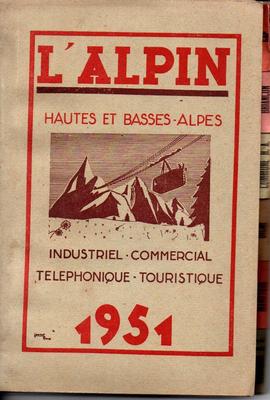 L'ALPIN
HAUTES ET BASSES-ALPES
INDUSTRIEL · COMMERCIAL
TELEPHONIQUE · TOURISTIQUE
1951